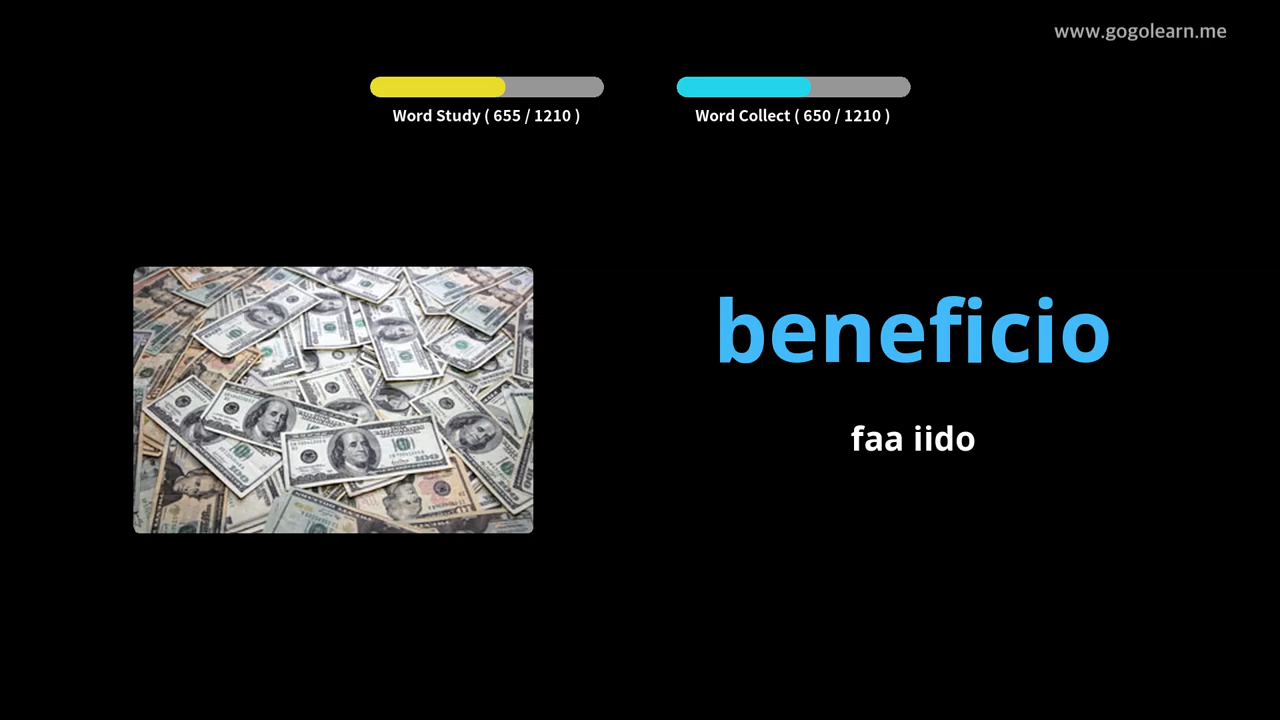 www.gogolearn.me
Word Study ( 655 / 1210 )
Word Collect ( 650 / 1210 )
beneficio
faa iido